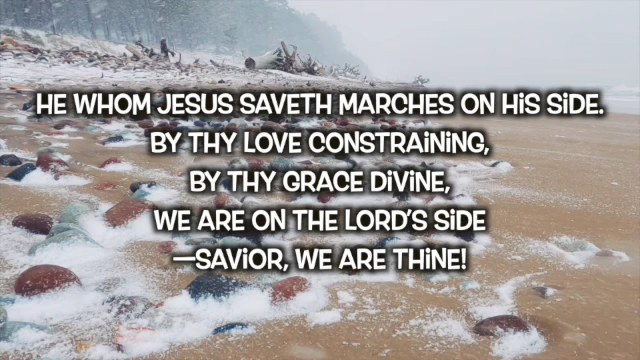 HE WHOM JESUS SAVETH MARCHES ON HiS SiDE.
BY THY LOVE CONSTRAiNiNG,
BY THY GRACE DiViNE,
WE ARE ON THE LORD'S SiDE
—SAViOR, WE ARE THiNE!